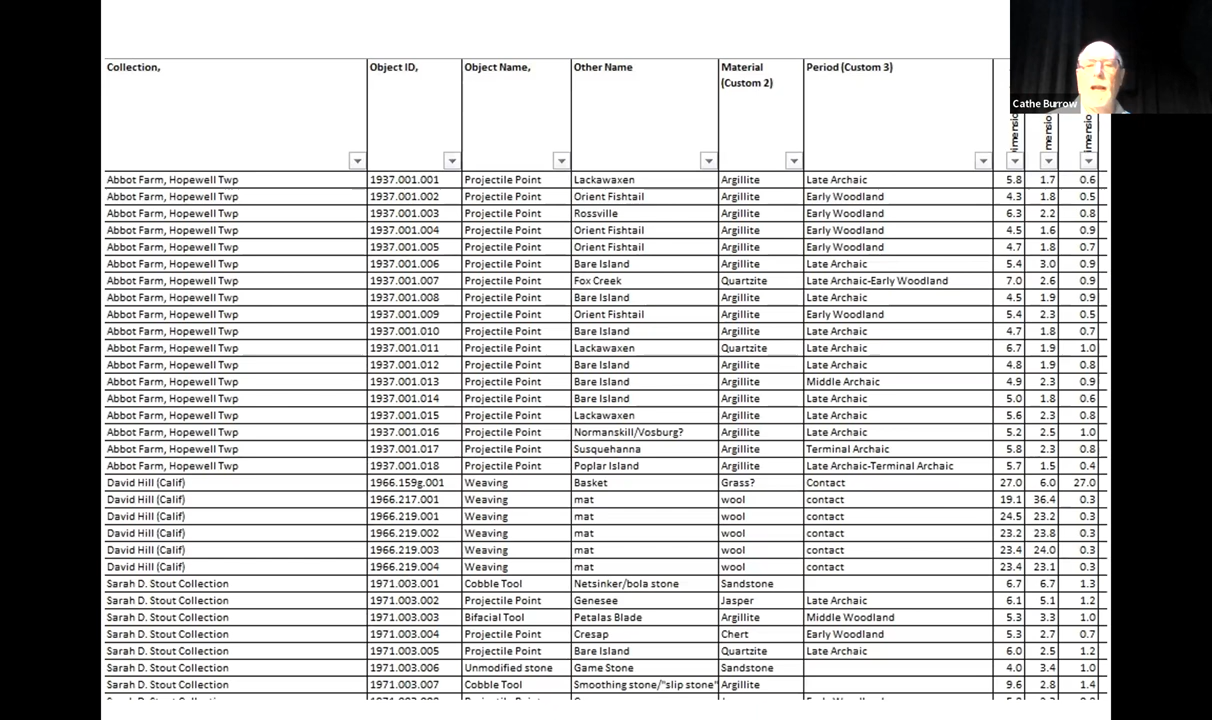 Collection, Object ID, Object Name, Other Name Material (Custom 2) Period (Custom 3)
Cathe Burrow
Abbot Farm, Hopewell Twp 1937.001.001 Projectile Point Lackawaxen Argillite Late Archaic 5.8 1.7 0.6
Abbot Farm, Hopewell Twp 1937.001.002 Projectile Point Orient Fishtail Argillite Early Woodland 4.3 1.8 0.5
Abbot Farm, Hopewell Twp 1937.001.003 Projectile Point Rossville Argillite Early Woodland 6.3 2.2 0.8
Abbot Farm, Hopewell Twp 1937.001.004 Projectile Point Orient Fishtail Argillite Early Woodland 4.5 1.6 0.9
Abbot Farm, Hopewell Twp 1937.001.005 Projectile Point Orient Fishtail Argillite Early Woodland 4.7 1.8 0.7
Abbot Farm, Hopewell Twp 1937.001.006 Projectile Point Bare Island Argillite Late Archaic 5.4 3.0 0.9
Abbot Farm, Hopewell Twp 1937.001.007 Projectile Point Fox Creek Quartzite Late Archaic-Early Woodland 7.0 2.6 0.9
Abbot Farm, Hopewell Twp 1937.001.008 Projectile Point Bare Island Argillite Late Archaic 4.5 1.9 0.9
Abbot Farm, Hopewell Twp 1937.001.009 Projectile Point Orient Fishtail Argillite Early Woodland 5.4 2.3 0.5
Abbot Farm, Hopewell Twp 1937.001.010 Projectile Point Bare Island Argillite Late Archaic 4.7 1.8 0.7
Abbot Farm, Hopewell Twp 1937.001.011 Projectile Point Lackawaxen Quartzite Late Archaic 6.7 1.9 1.0
Abbot Farm, Hopewell Twp 1937.001.012 Projectile Point Bare Island Argillite Late Archaic 4.8 1.9 0.8
Abbot Farm, Hopewell Twp 1937.001.013 Projectile Point Bare Island Argillite Middle Archaic 4.9 2.3 0.9
Abbot Farm, Hopewell Twp 1937.001.014 Projectile Point Bare Island Argillite Late Archaic 5.0 1.8 0.6
Abbot Farm, Hopewell Twp 1937.001.015 Projectile Point Lackawaxen Argillite Late Archaic 5.6 2.3 0.8
Abbot Farm, Hopewell Twp 1937.001.016 Projectile Point Normanskill/Vosburg? Argillite Late Archaic 5.2 2.5 1.0
Abbot Farm, Hopewell Twp 1937.001.017 Projectile Point Susquehanna Argillite Terminal Archaic 5.8 2.3 0.8
Abbot Farm, Hopewell Twp 1937.001.018 Projectile Point Poplar Island Argillite Late Archaic-Terminal Archaic 5.7 1.5 0.4
David Hill (Calif) 1966.159g.001 Weaving Basket Grass? Contact 27.0 6.0 27.0
David Hill (Calif) 1966.217.001 Weaving mat wool contact 19.1 36.4 0.3
David Hill (Calif) 1966.219.001 Weaving mat wool contact 24.5 23.2 0.3
David Hill (Calif) 1966.219.002 Weaving mat wool contact 23.2 23.8 0.3
David Hill (Calif) 1966.219.003 Weaving mat wool contact 23.4 24.0 0.3
David Hill (Calif) 1966.219.004 Weaving mat wool contact 23.4 23.1 0.3
Sarah D. Stout Collection 1971.003.001 Cobble Tool Netsinker/bola stone Sandstone 6.7 6.7 1.3
Sarah D. Stout Collection 1971.003.002 Projectile Point Genesee Jasper Late Archaic 6.1 5.1 1.2
Sarah D. Stout Collection 1971.003.003 Bifacial Tool Petalas Blade Argillite Middle Woodland 5.3 3.3 1.0
Sarah D. Stout Collection 1971.003.004 Projectile Point Cresap Chert Early Woodland 5.3 2.7 0.7
Sarah D. Stout Collection 1971.003.005 Projectile Point Bare Island Quartzite Late Archaic 6.0 2.5 1.2
Sarah D. Stout Collection 1971.003.006 Unmodified stone Game Stone Sandstone 4.0 3.4 1.0
Sarah D. Stout Collection 1971.003.007 Cobble Tool Smoothing stone/"slip stone" Argillite 9.6 2.8 1.4